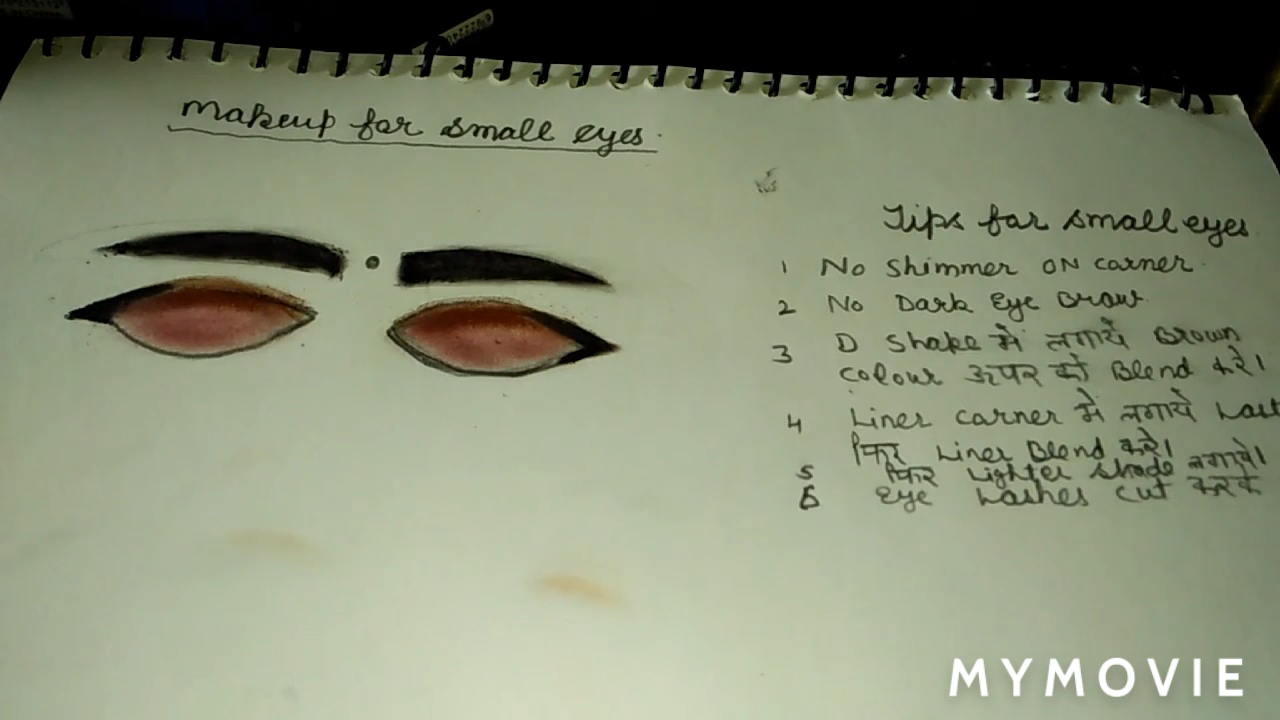 makeup for small eyes.
Tips for small eyes
1 No Shimmer ON carner.
2 No Dark Eye Brow
3 D Shake में लगायें Brown
colour ऊपर को Blend करें।
4 Liner carner में लगायें Last
फिर Liner Blend करें।
5 फिर Lighter Shade लगायें।
6 Eye Lashes cut करके
MYMOVIE